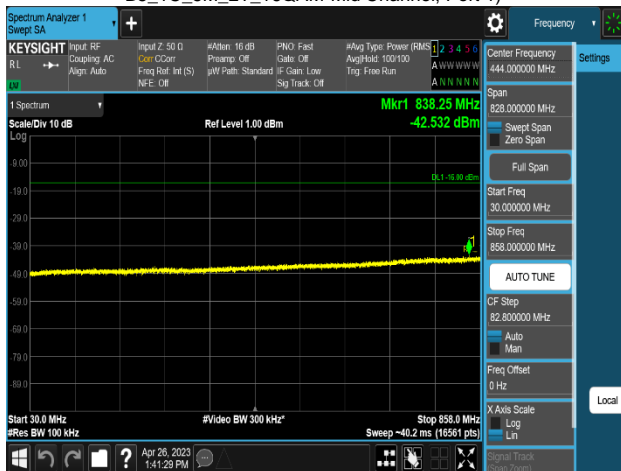 Spectrum Analyzer 1
Swept SA
+
Frequency
KEYSIGHT
RL
Input: RF
Coupling: AC
Align: Auto
Input Z: 50 Ω
Corr CCorr
Freq Ref: Int (S)
NFE: Off
#Atten: 16 dB
Preamp: Off
µW Path: Standard
PNO: Fast
Gate: Off
IF Gain: Low
Sig Track: Off
#Avg Type: Power (RMS
Avg|Hold: 100/100
Trig: Free Run
1 2 3 4 5 6
A W W W W W
A N N N N N
1 Spectrum
Scale/Div 10 dB
Log
Ref Level 1.00 dBm
Mkr1 838.25 MHz
-42.532 dBm
DL1 -16.00 dBm
-9.00
-19.0
-29.0
-39.0
-49.0
-59.0
-69.0
-79.0
-89.0
1
Start 30.0 MHz
#Video BW 300 kHz*
Stop 858.0 MHz
#Res BW 100 kHz
Sweep ~40.2 ms (16561 pts)
?
Apr 26, 2023
1:41:29 PM
Center Frequency
444.000000 MHz
Settings
Span
828.000000 MHz
Swept Span
Zero Span
Full Span
Start Freq
30.000000 MHz
Stop Freq
858.000000 MHz
AUTO TUNE
CF Step
82.800000 MHz
Auto
Man
Freq Offset
0 Hz
X Axis Scale
Log
Lin
Local
Signal Track
(Span Zoom)